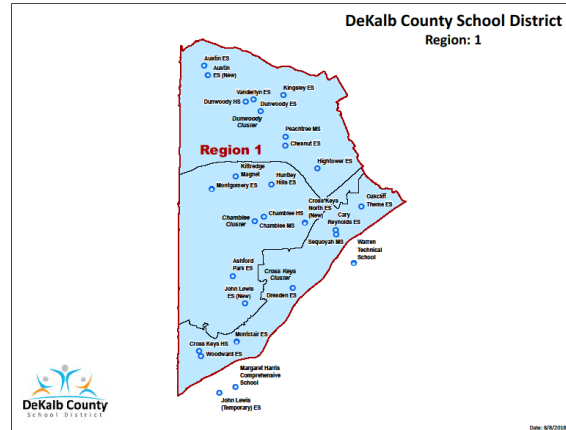 DeKalb County School District
Region: 1
Austin ES
Austin
ES (New)
Kingsley ES
Vanderlyn ES
Dunwoody HS
Dunwoody ES
Dunwoody
Cluster
Peachtree MS
Chesnut ES
Region 1
Hightower ES
Kittredge
Magnet
Huntley
Hills ES
Montgomery ES
Cross Keys
North ES
(New)
Oakcliff
Theme ES
Chamblee HS
Chamblee
Cluster
Chamblee MS
Cary
Reynolds ES
Sequoyah MS
Warren
Technical
School
Ashford
Park ES
Cross Keys
Cluster
John Lewis
ES (New)
Dresden ES
Montclair ES
Cross Keys HS
Woodward ES
Margaret Harris
Comprehensive
School
John Lewis
(Temporary) ES
DeKalb County
School District
Date: 8/8/2018